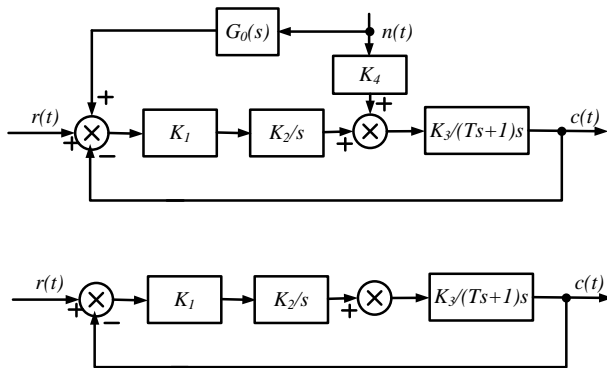 G0(s)
n(t)
K4
+
+
r(t)
+
−
K1
K2/s
+
K3/(Ts+1)s
c(t)
r(t)
+
−
K1
K2/s
+
K3/(Ts+1)s
c(t)